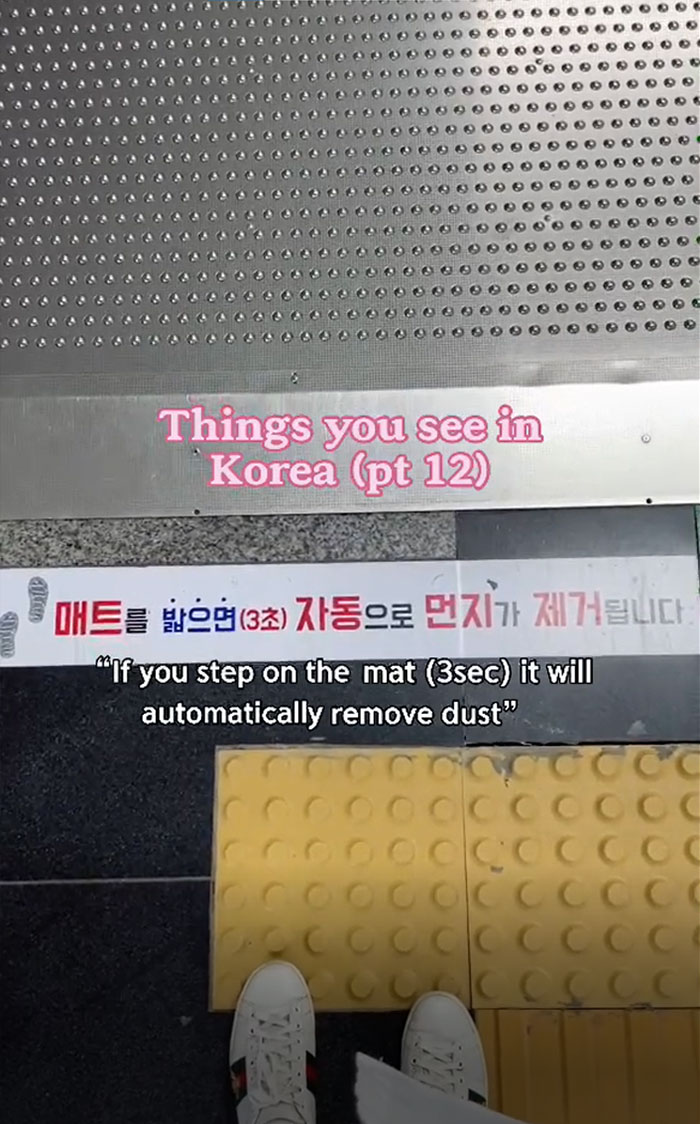 Things you see in
Korea (pt 12)
매트를 밟으면(3초) 자동으로 먼지가 제거됩니다
“If you step on the mat (3sec) it will
automatically remove dust”